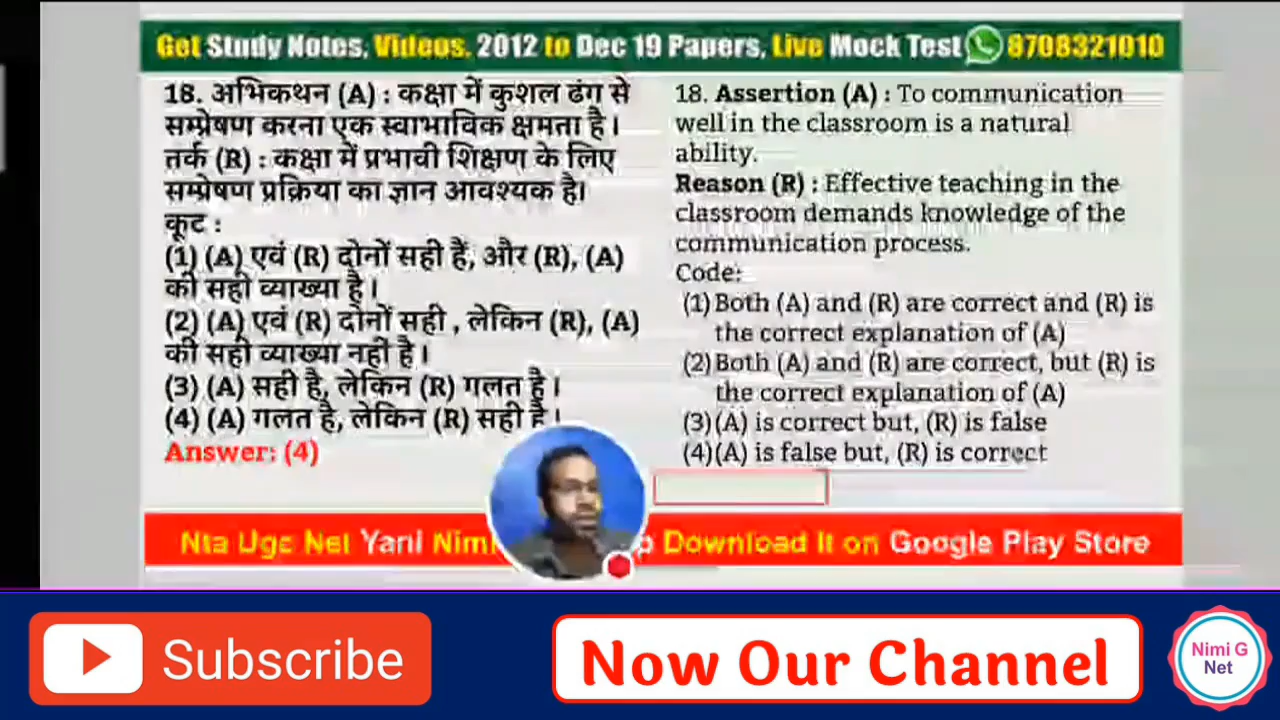 Get Study Notes, Videos, 2012 to Dec 19 Papers, Live Mock Test 8708321010
18. अभिकथन (A) : कक्षा में कुशल ढंग से
सम्प्रेषण करना एक स्वाभाविक क्षमता है।
तर्क (R) : कक्षा में प्रभावी शिक्षण के लिए
सम्प्रेषण प्रक्रिया का ज्ञान आवश्यक है।
कूट :
(1) (A) एवं (R) दोनों सही हैं, और (R), (A)
की सही व्याख्या है।
(2) (A) एवं (R) दोनों सही , लेकिन (R), (A)
की सही व्याख्या नहीं है।
(3) (A) सही है, लेकिन (R) गलत है।
(4) (A) गलत है, लेकिन (R) सही है।
Answer: (4)
18. Assertion (A) : To communication
well in the classroom is a natural
ability.
Reason (R) : Effective teaching in the
classroom demands knowledge of the
communication process.
Code:
(1) Both (A) and (R) are correct and (R) is
the correct explanation of (A)
(2) Both (A) and (R) are correct, but (R) is
the correct explanation of (A)
(3) (A) is correct but, (R) is false
(4) (A) is false but, (R) is correct
Nta Ugc Net Yani Nimi Download It on Google Play Store
Subscribe
Now Our Channel
Nimi G
Net